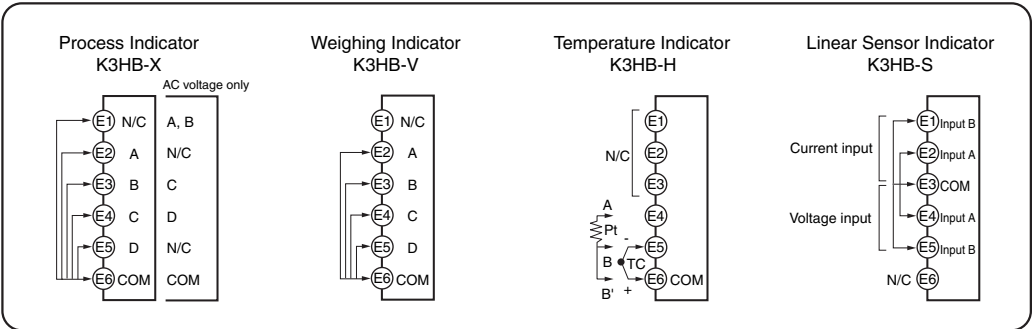 Process Indicator
K3HB-X
AC voltage only
E1 N/C A, B
E2 A N/C
E3 B C
E4 C D
E5 D N/C
E6 COM COM
Weighing Indicator
K3HB-V
E1 N/C
E2 A
E3 B
E4 C
E5 D
E6 COM
Temperature Indicator
K3HB-H
E1
N/C E2
E3
A E4
Pt
- E5
B TC
B' + E6 COM
Linear Sensor Indicator
K3HB-S
E1 Input B
Current input E2 Input A
E3 COM
Voltage input E4 Input A
E5 Input B
N/C E6